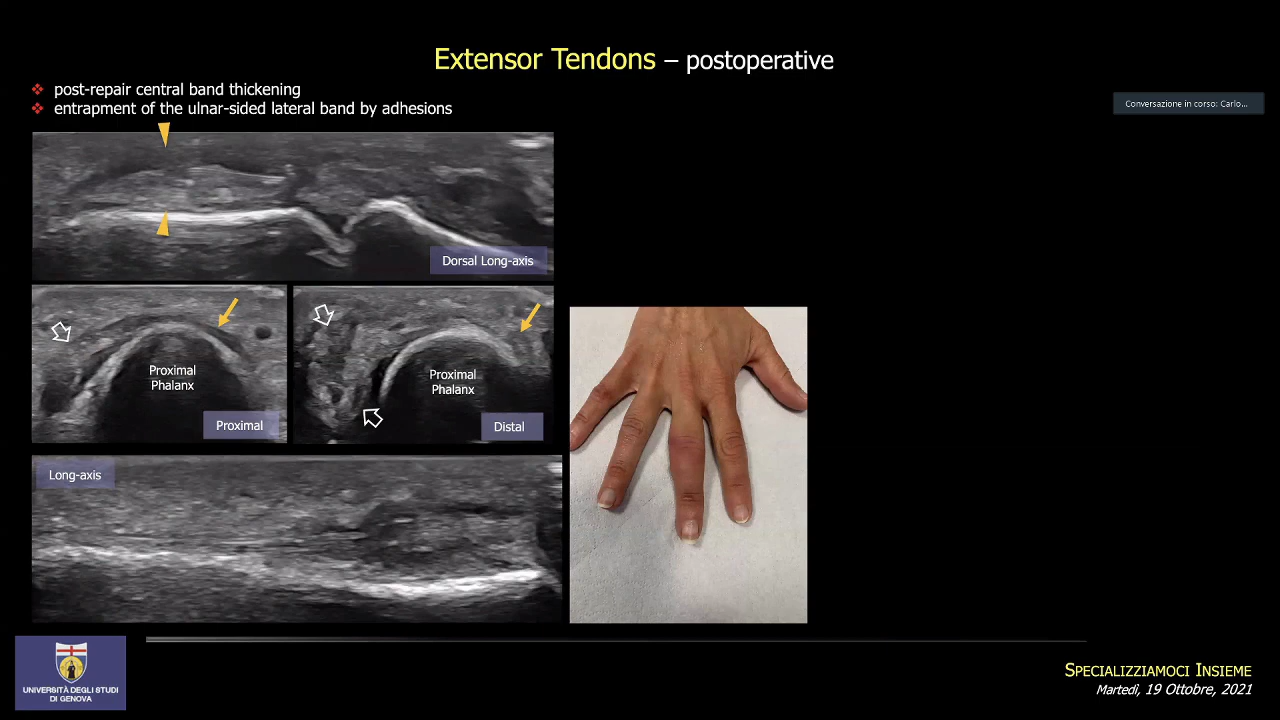 Extensor Tendons – postoperative
post-repair central band thickening
entrapment of the ulnar-sided lateral band by adhesions
Conversazione in corso: Carlo...
Dorsal Long-axis
Proximal
Phalanx
Proximal
Proximal
Phalanx
Distal
Long-axis
UNIVERSITÀ DEGLI STUDI
DI GENOVA
SPECIALIZZIAMOCI INSIEME
Martedì, 19 Ottobre, 2021